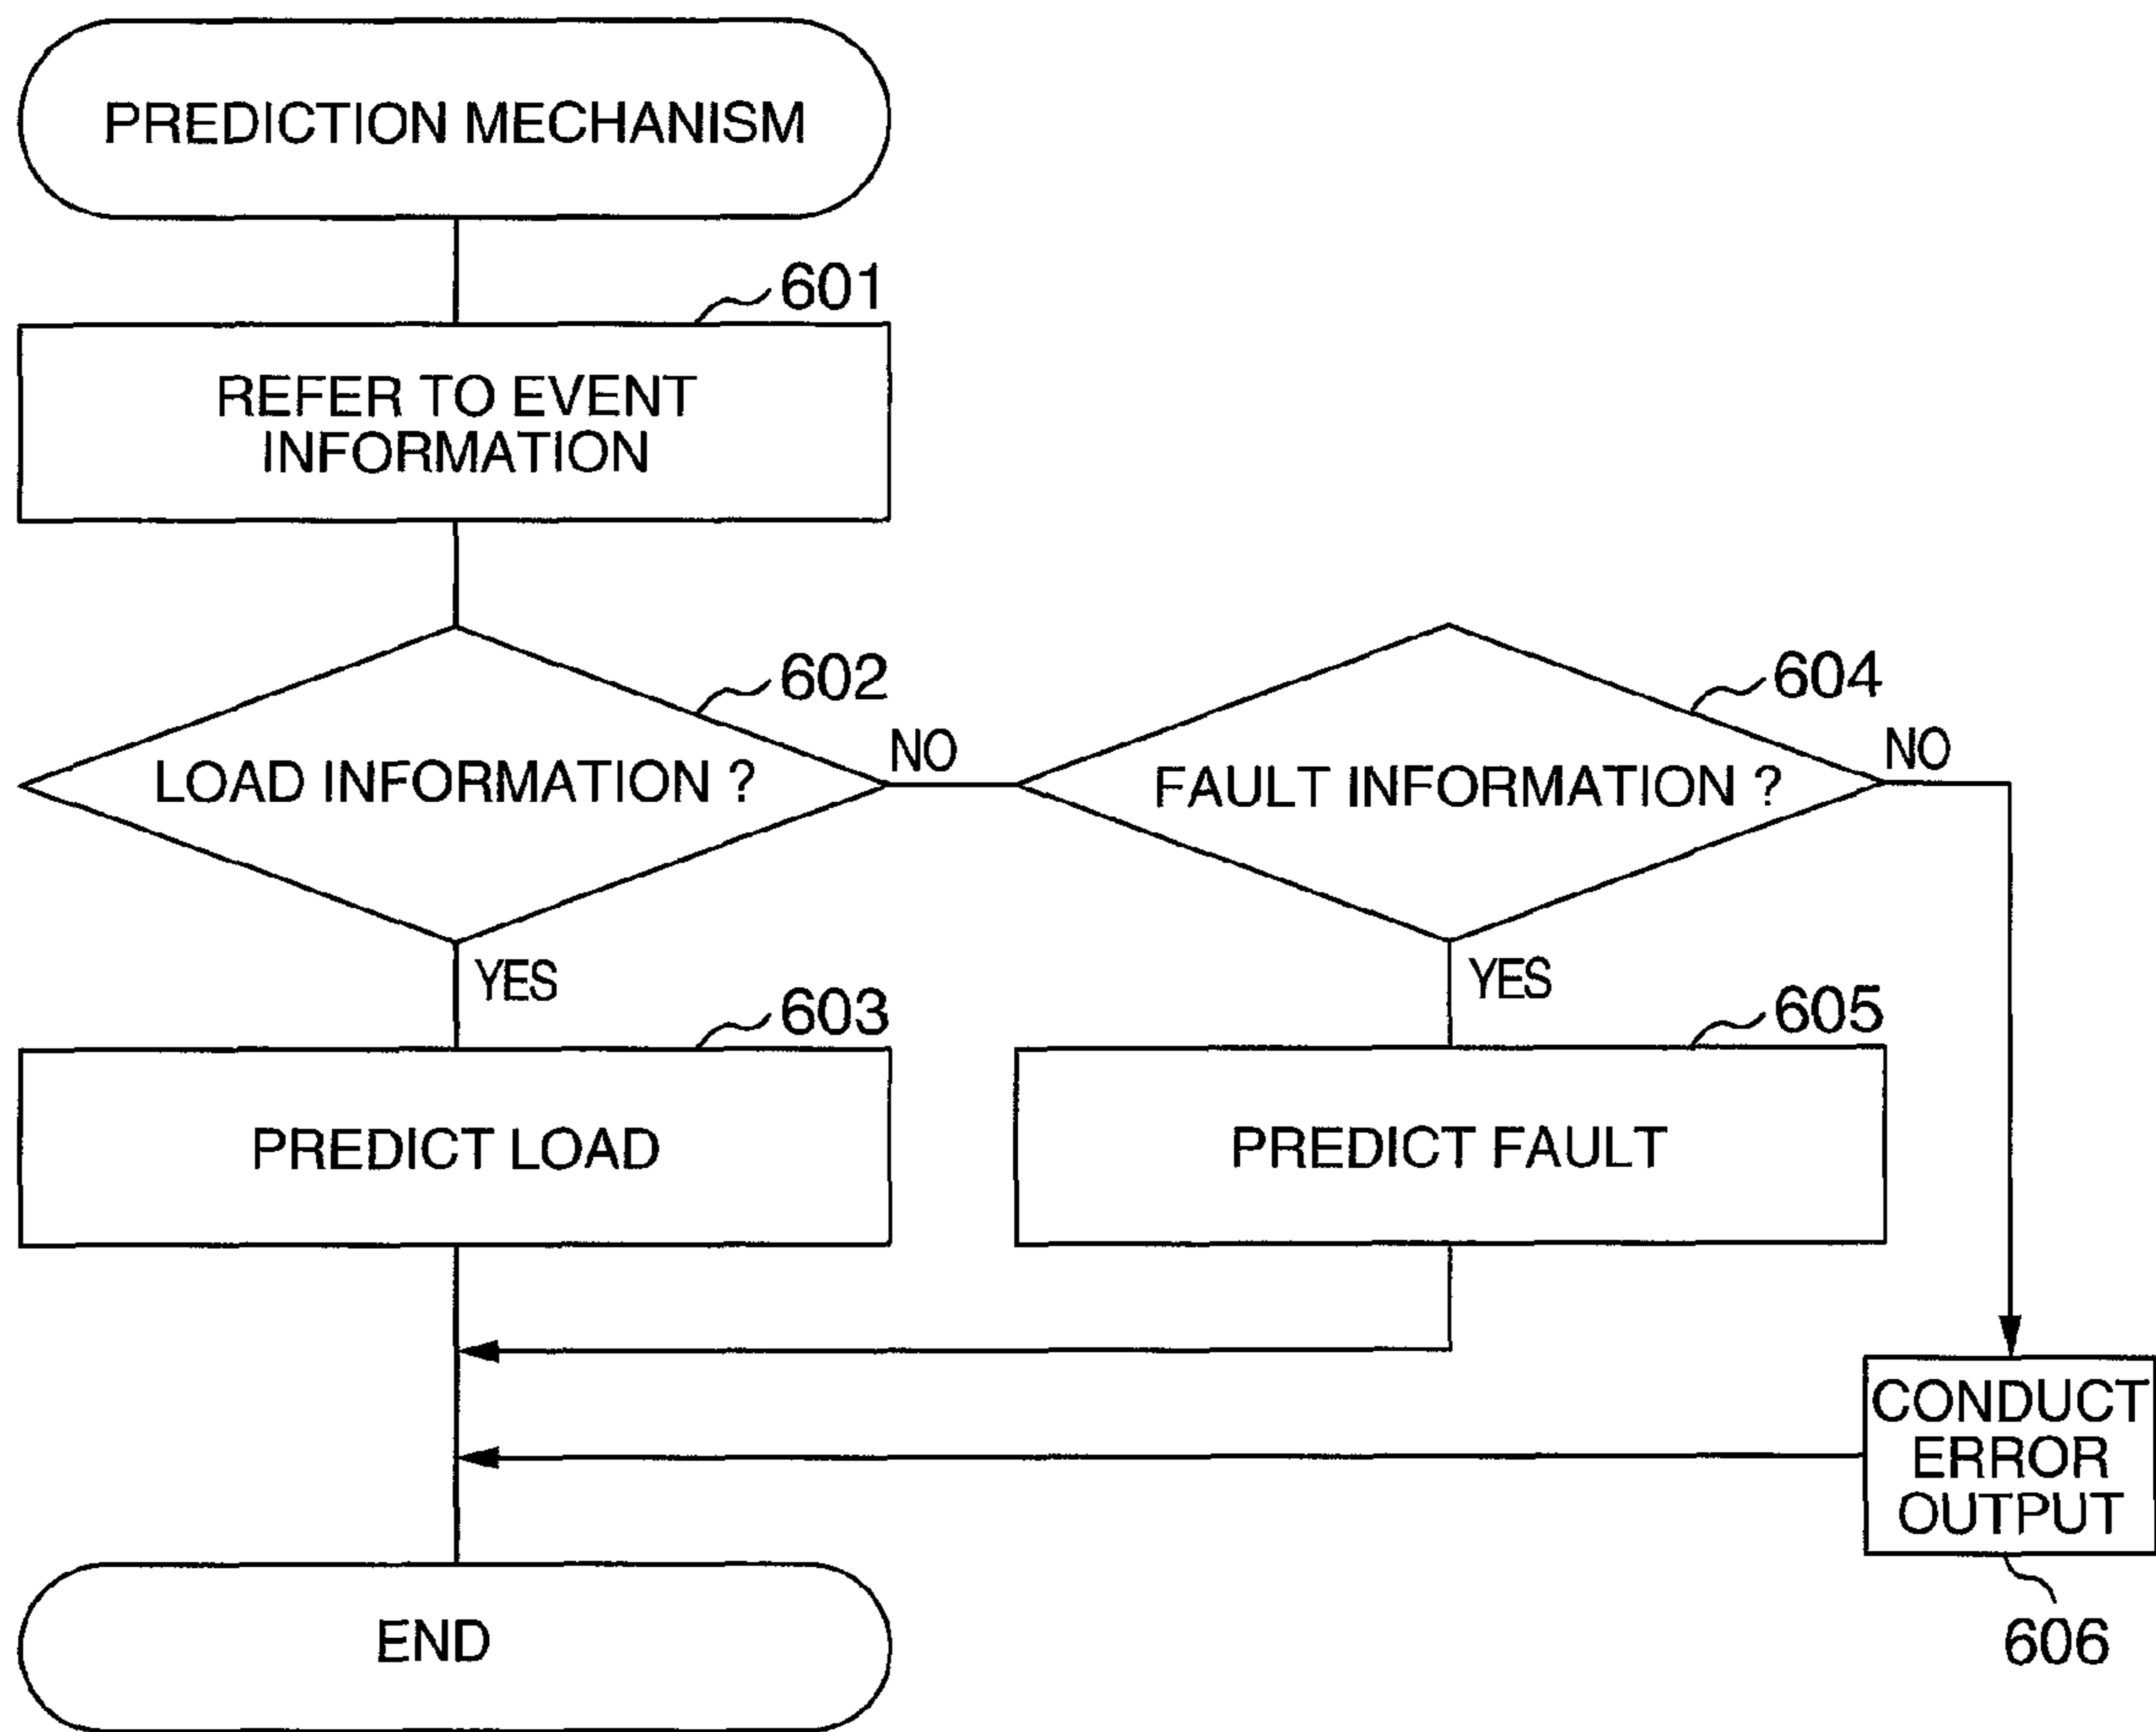 PREDICTION MECHANISM
601
REFER TO EVENT
INFORMATION
602
LOAD INFORMATION ?
NO
604
FAULT INFORMATION ?
NO
YES
603
PREDICT LOAD
YES
605
PREDICT FAULT
CONDUCT
ERROR
OUTPUT
606
END